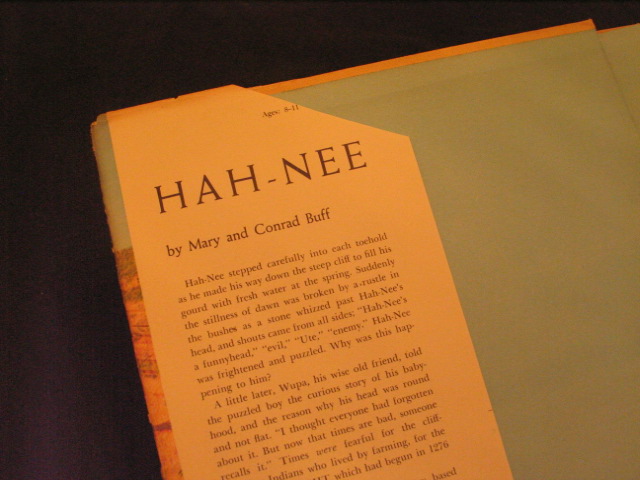 Ages: 8-11
HAH-NEE
by Mary and Conrad Buff
Hah-Nee stepped carefully into each toehold
as he made his way down the steep cliff to fill his
gourd with fresh water at the spring. Suddenly
the stillness of dawn was broken by a rustle in
the bushes as a stone whizzed past Hah-Nee's
head, and shouts came from all sides; "Hah-Nee's
a funnyhead," "evil," "Ute," "enemy." Hah-Nee
was frightened and puzzled. Why was this hap-
pening to him?
A little later, Wupa, his wise old friend, told
the puzzled boy the curious story of his baby-
hood, and the reason why his head was round
and not flat. "I thought everyone had forgotten
about it. But now that times are bad, someone
recalls it." Times were fearful for the cliff-
Indians who lived by farming, for the
which had begun in 1276
based